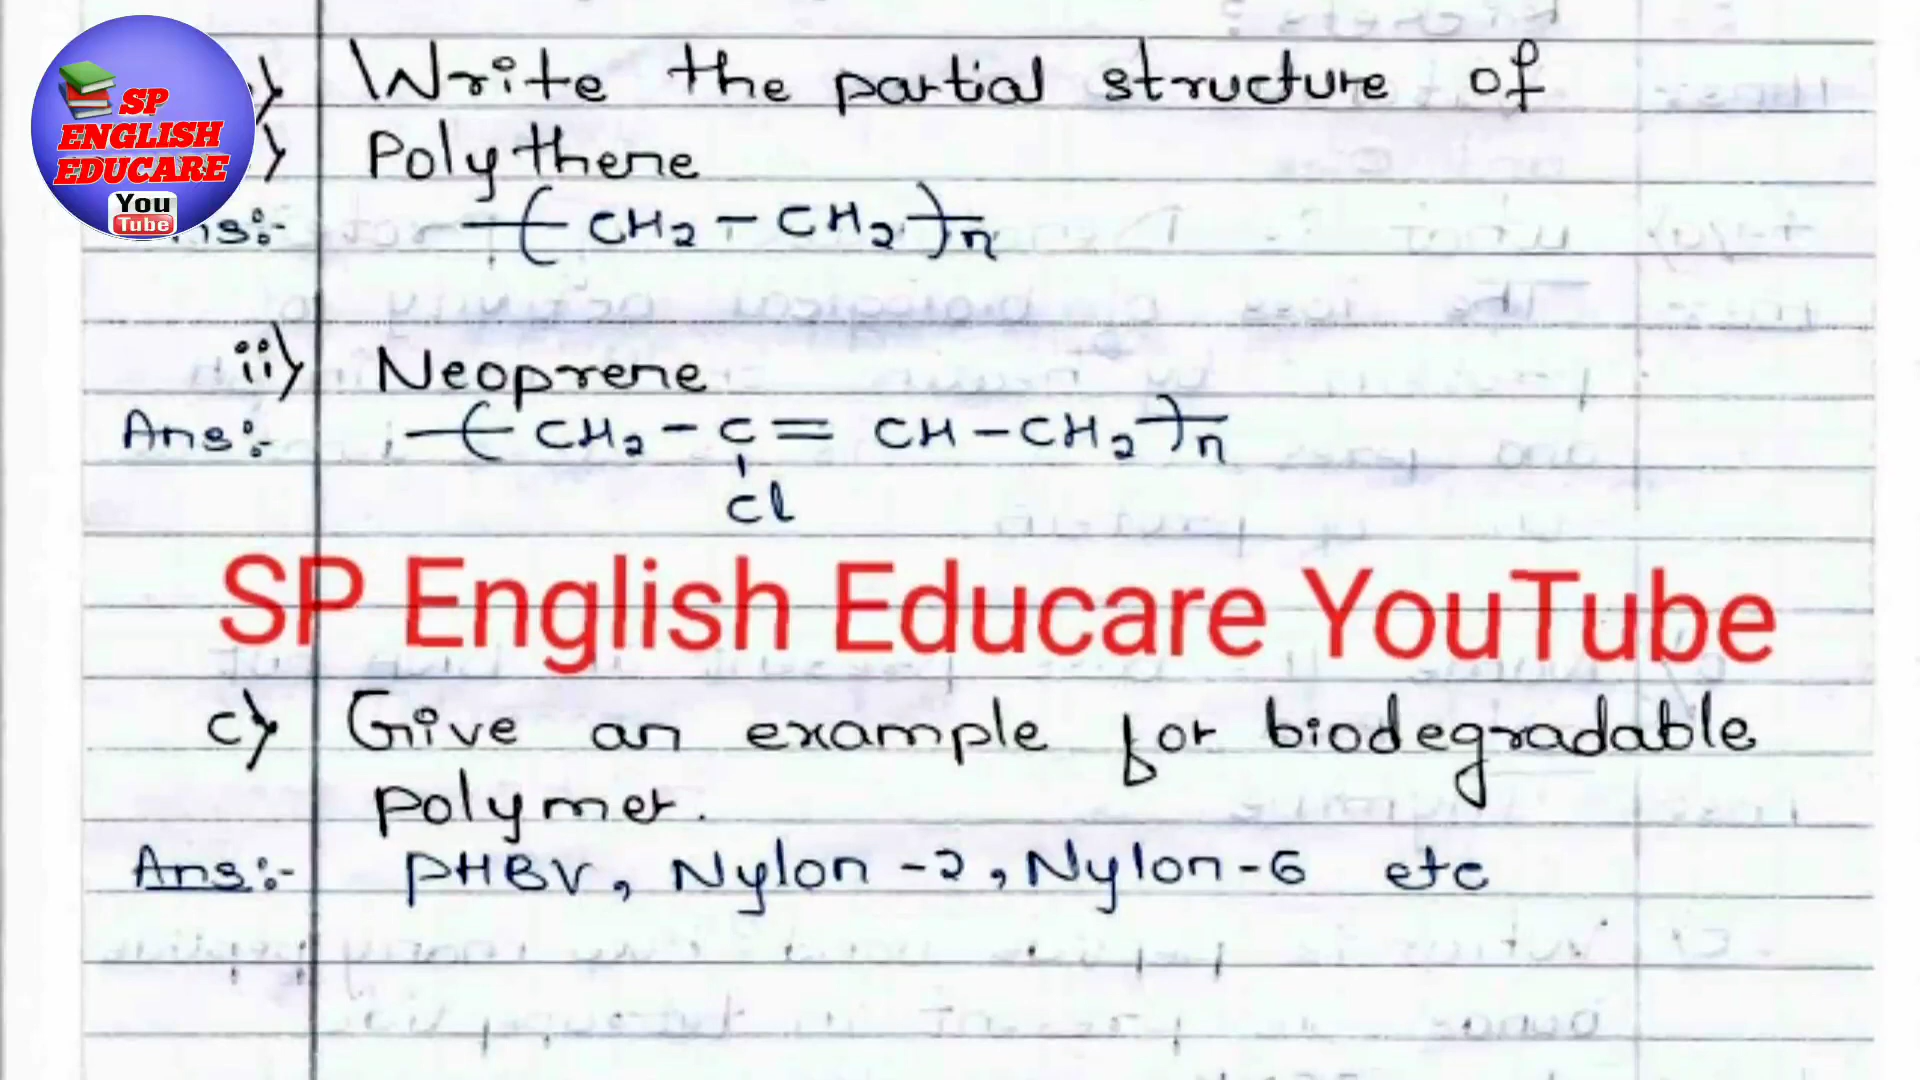 SP
ENGLISH
EDUCARE
You
Tube
Write the partial structure of
Polythene
Ans:- -( CH2 - CH2 )n
ii) Neoprene
Ans:- -( CH2 - C = CH - CH2 )n
Cl
SP English Educare YouTube
c) Give an example for biodegradable
polymer.
Ans:- PHBV, Nylon -2, Nylon-6 etc